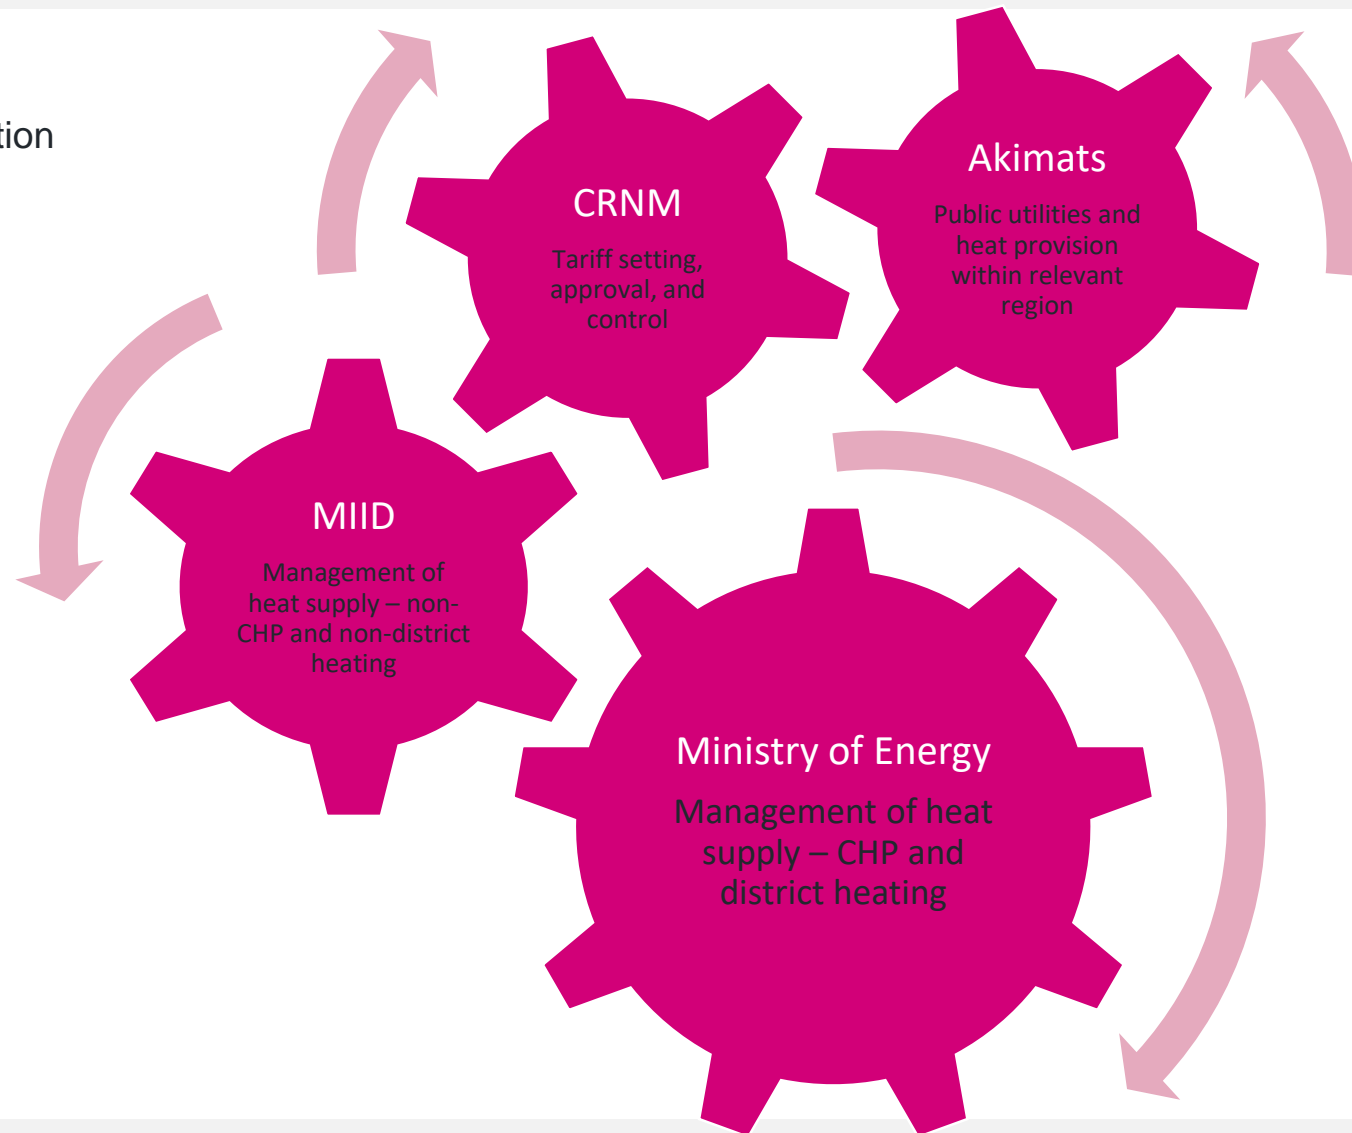 tion
CRNM
Tariff setting,
approval, and
control
Akimats
Public utilities and
heat provision
within relevant
region
MIID
Management of
heat supply – non-
CHP and non-district
heating
Ministry of Energy
Management of heat
supply – CHP and
district heating